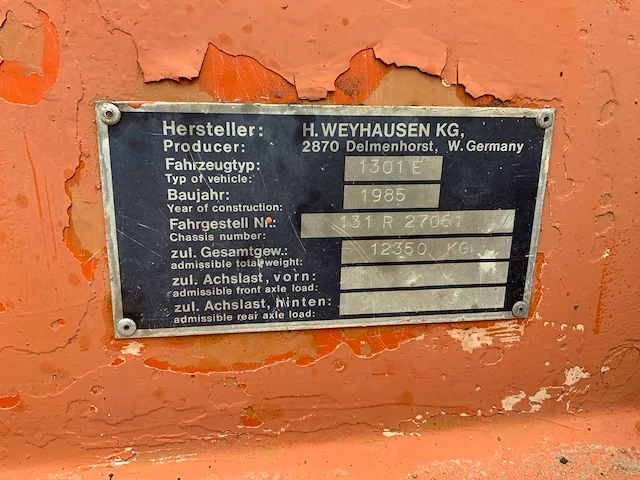 Hersteller: H. WEYHAUSEN KG,
Producer: 2870 Delmenhorst, W. Germany
Fahrzeugtyp: 1301 E
Typ of vehicle:
Baujahr: 1985
Year of construction:
Fahrgestell Nr.: 131 R 27061
Chassis number:
zul. Gesamtgew.: 12350 KG
admissible total weight:
zul. Achslast, vorn:
admissible front axle load:
zul. Achslast, hinten:
admissible rear axle load: